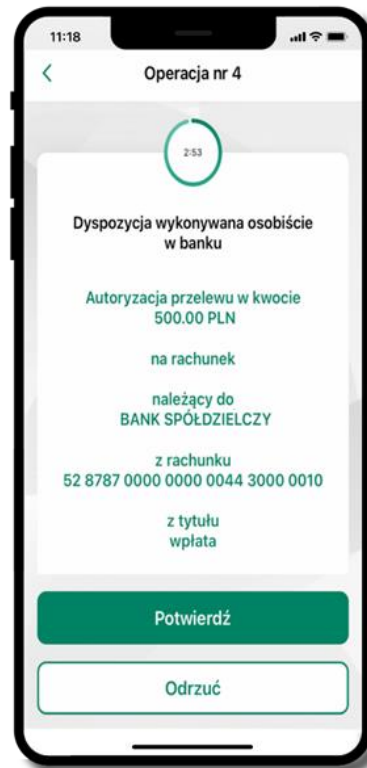 11:18
Operacja nr 4
2:53
Dyspozycja wykonywana osobiście
w banku
Autoryzacja przelewu w kwocie
500.00 PLN
na rachunek
należący do
BANK SPÓŁDZIELCZY
z rachunku
52 8787 0000 0000 0044 3000 0010
z tytułu
wpłata
Potwierdź
Odrzuć